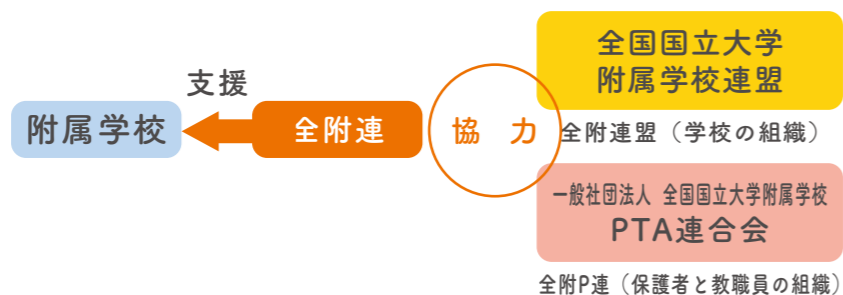 支援
附属学校
全附連
協 力
全国国立大学
附属学校連盟
全附連盟（学校の組織）
一般社団法人 全国国立大学附属学校
PTA連合会
全附P連（保護者と教職員の組織）